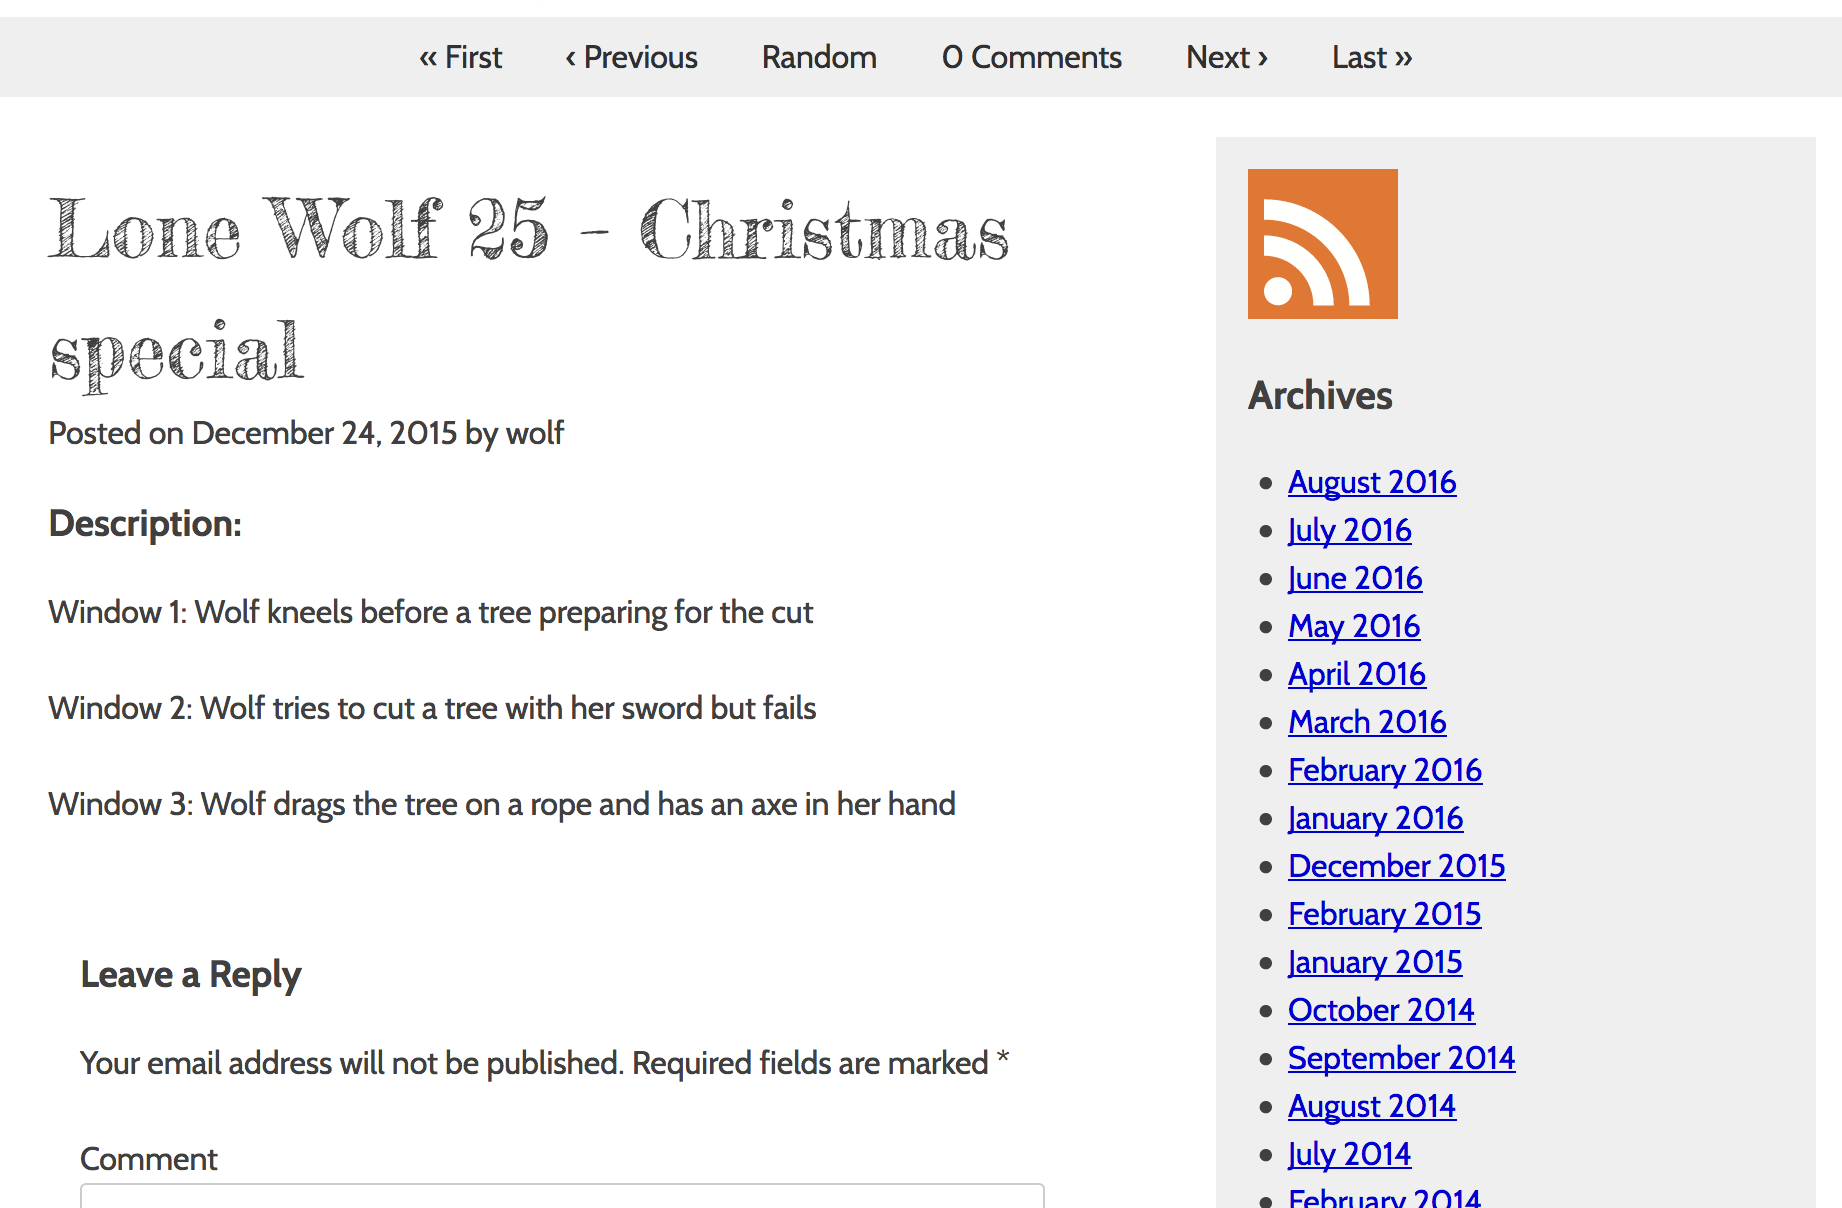 « First ‹ Previous Random 0 Comments Next › Last »
Lone Wolf 25 – Christmas
special
Posted on December 24, 2015 by wolf
Description:
Window 1: Wolf kneels before a tree preparing for the cut
Window 2: Wolf tries to cut a tree with her sword but fails
Window 3: Wolf drags the tree on a rope and has an axe in her hand
Leave a Reply
Your email address will not be published. Required fields are marked *
Comment
Archives
August 2016
July 2016
June 2016
May 2016
April 2016
March 2016
February 2016
January 2016
December 2015
February 2015
January 2015
October 2014
September 2014
August 2014
July 2014
February 2014